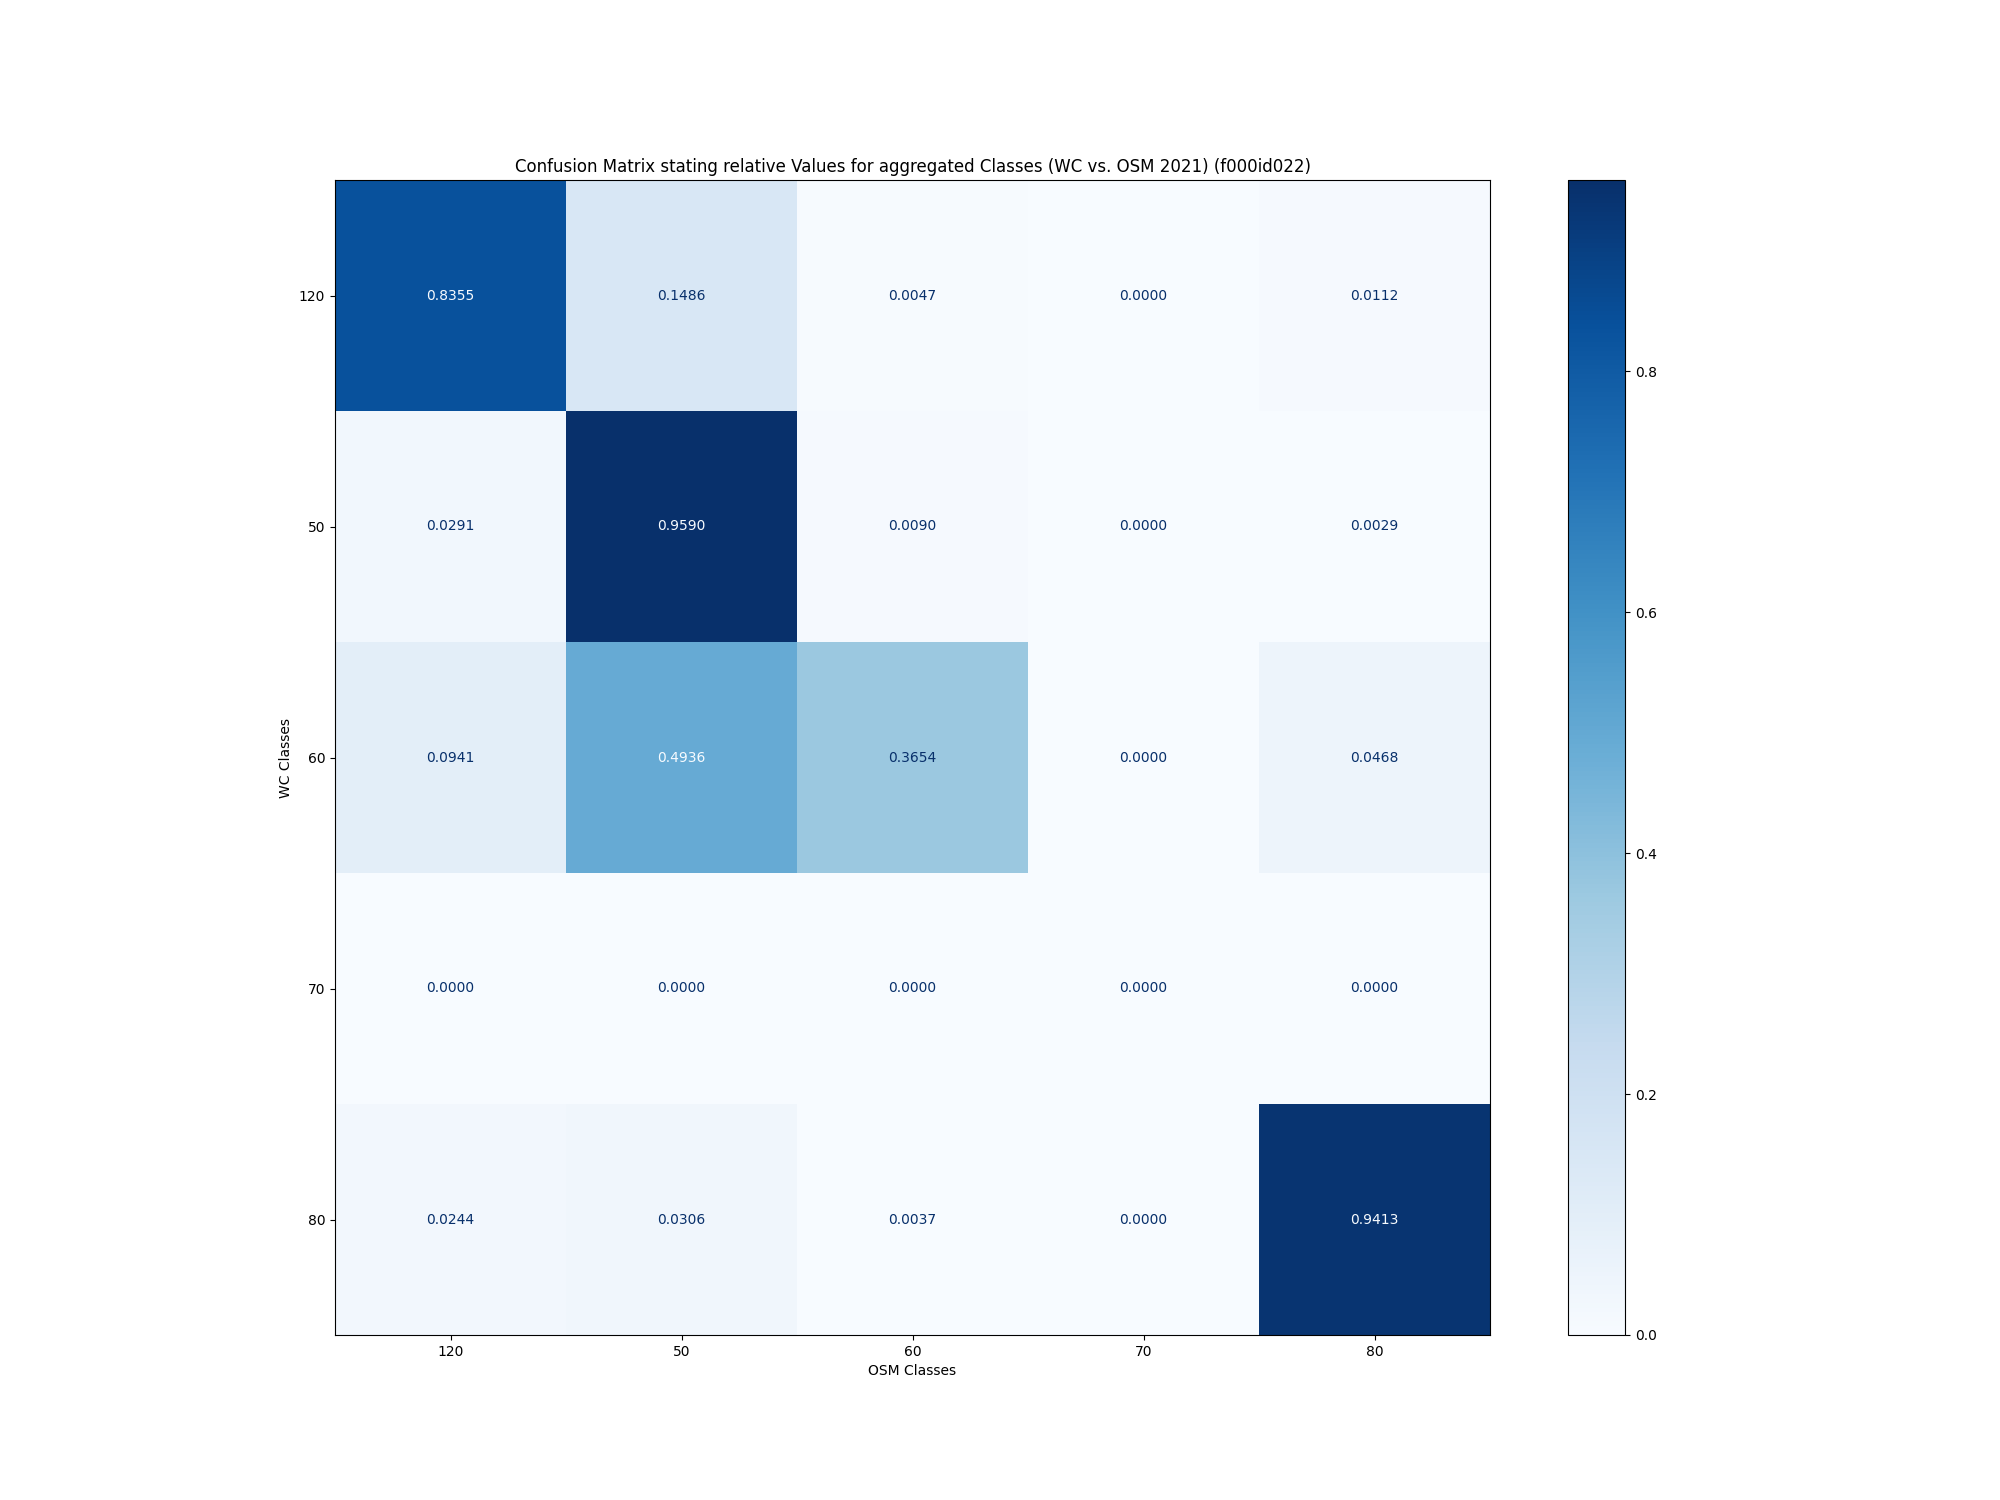 Confusion Matrix stating relative Values for aggregated Classes (WC vs. OSM 2021) (f000id022)
120 0.8355 0.1486 0.0047 0.0000 0.0112
50 0.0291 0.9590 0.0090 0.0000 0.0029
60 0.0941 0.4936 0.3654 0.0000 0.0468
70 0.0000 0.0000 0.0000 0.0000 0.0000
80 0.0244 0.0306 0.0037 0.0000 0.9413
120 50 60 70 80
OSM Classes
WC Classes
0.8
0.6
0.4
0.2
0.0